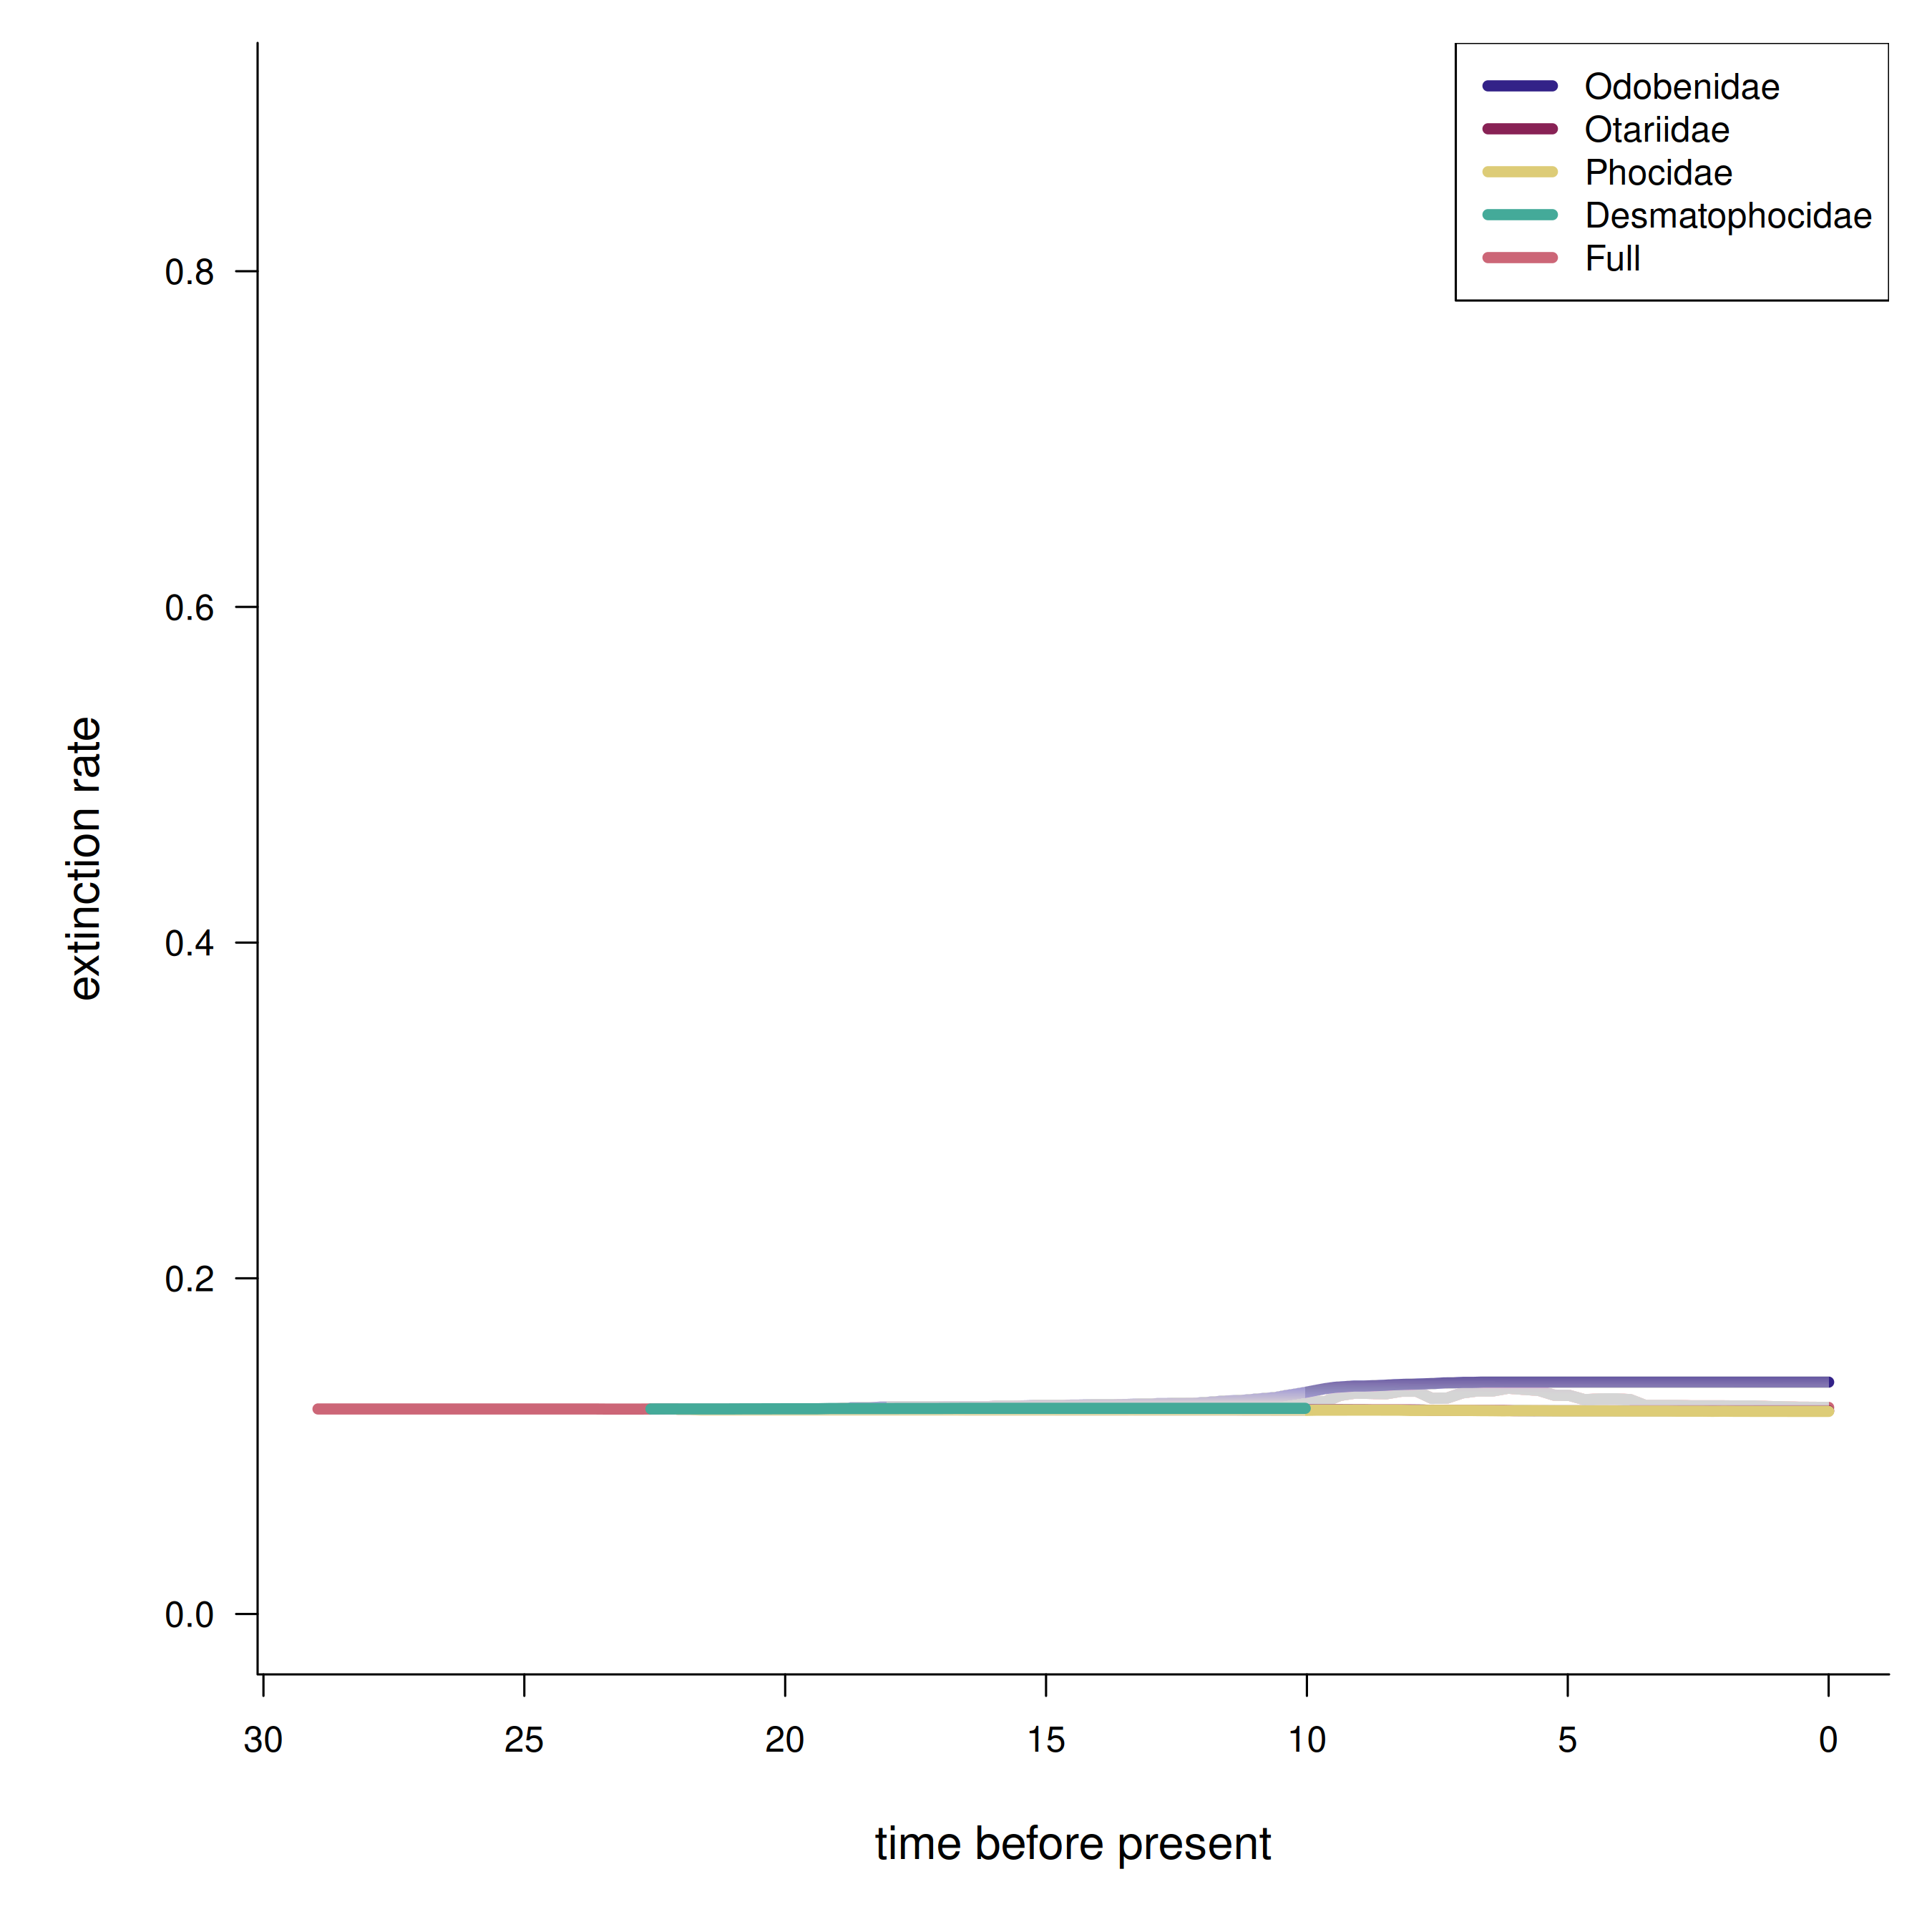 Odobenidae
Otariidae
Phocidae
Desmatophocidae
Full
0.8
0.6
0.4
0.2
0.0
extinction rate
30 25 20 15 10 5 0
time before present